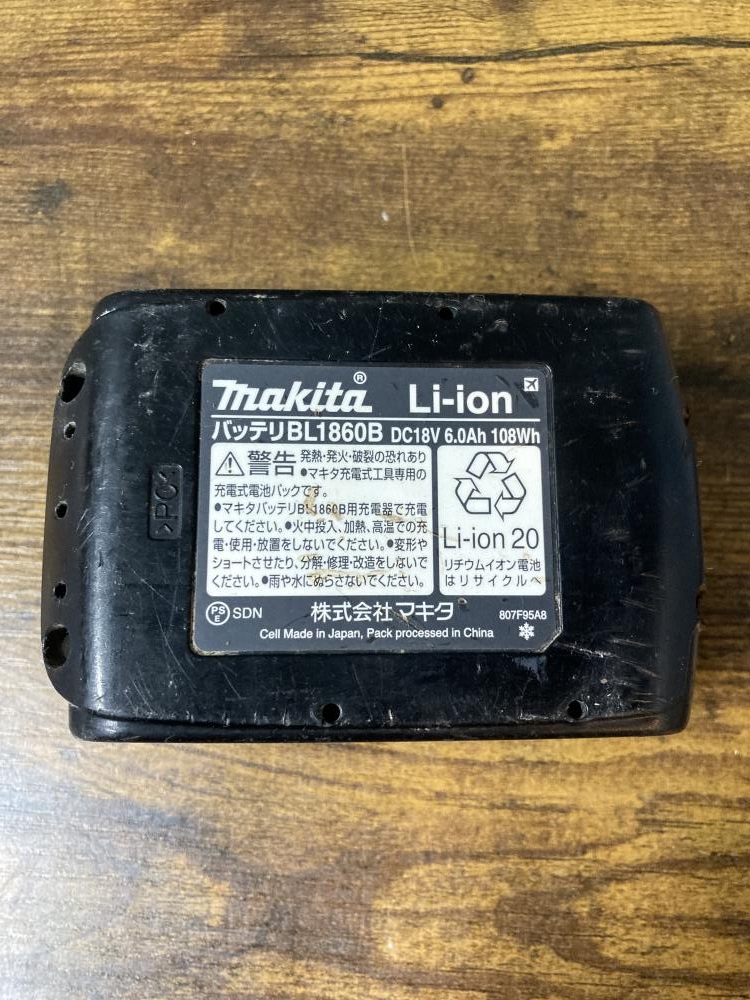 makita® Li-ion
バッテリBL1860B DC18V 6.0Ah 108Wh
警告 発熱・発火・破裂の恐れあり
●マキタ充電式工具専用の
充電式電池パックです。
●マキタバッテリBL1860B用充電器で充電
してください。●火中投入、加熱、高温での充
電・使用・放置をしないでください。●変形や
ショートさせたり、分解・修理・改造をしないで
ください。●雨や水にぬらさないでください。
Li-ion 20
リチウムイオン電池
はリサイクルへ
PSE SDN 株式会社マキタ 807F95A8
Cell Made in Japan, Pack processed in China
>PC<